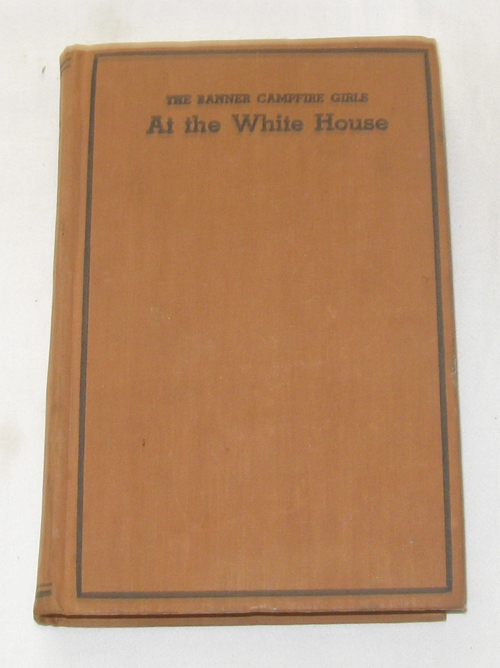 THE BANNER CAMPFIRE GIRLS
At the White House